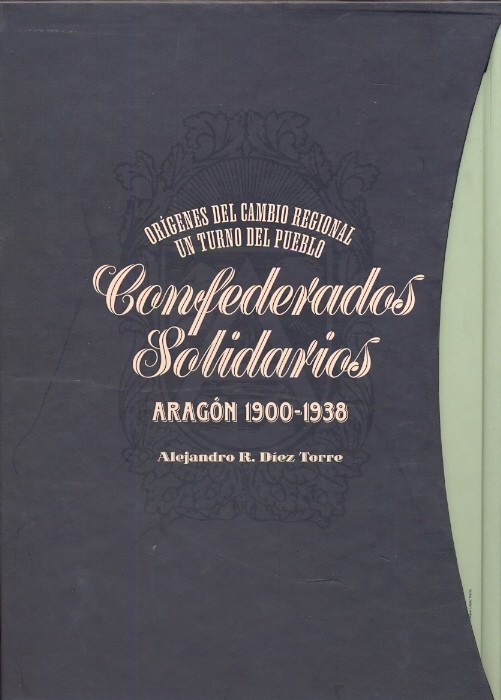 ORÍGENES DEL CAMBIO REGIONAL
UN TURNO DEL PUEBLO
Confederados
Solidarios
ARAGÓN 1900-1938
Alejandro R. Díez Torre